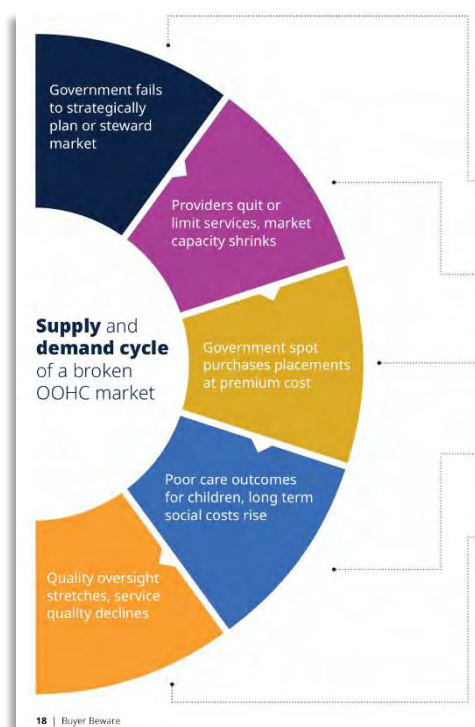 Government fails
to strategically
plan or steward
market
Providers quit or
limit services, market
capacity shrinks
Supply and
demand cycle
of a broken
OOHC market
Government spot
purchases placements
at premium cost
Poor care outcomes
for children, long term
social costs rise
Quality oversight
stretches, service
quality declines
18 | Buyer Beware